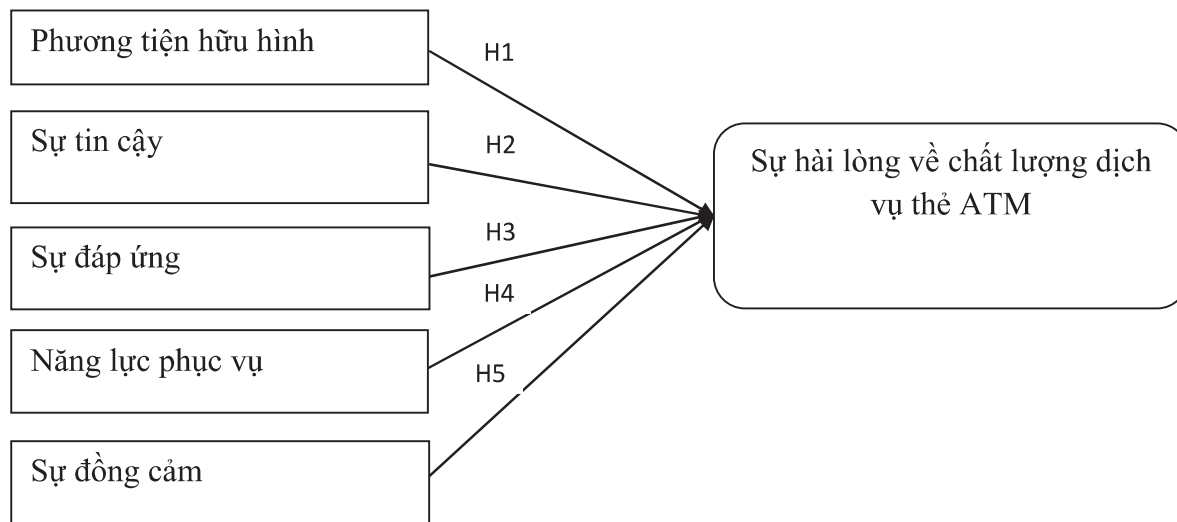 Phương tiện hữu hình
H1
Sự tin cậy
H2
Sự đáp ứng
H3
Năng lực phục vụ
H4
Sự đồng cảm
H5
Sự hài lòng về chất lượng dịch
vụ thẻ ATM